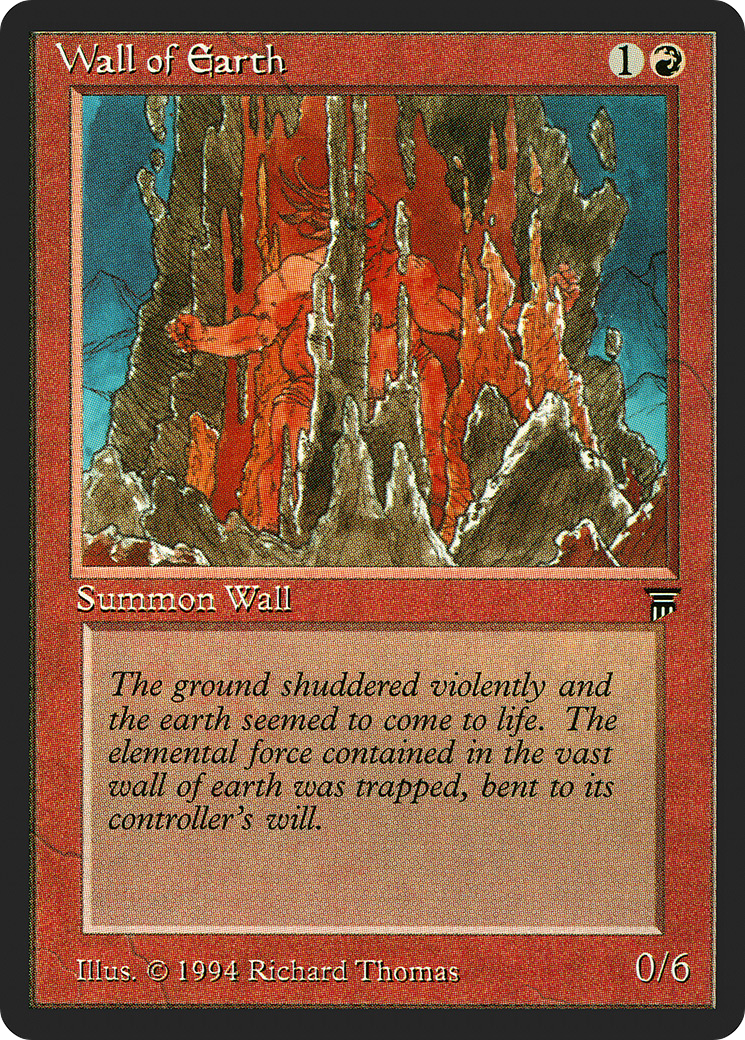 Wall of Earth 1
Summon Wall
The ground shuddered violently and
the earth seemed to come to life. The
elemental force contained in the vast
wall of earth was trapped, bent to its
controller's will.
Illus. © 1994 Richard Thomas 0/6